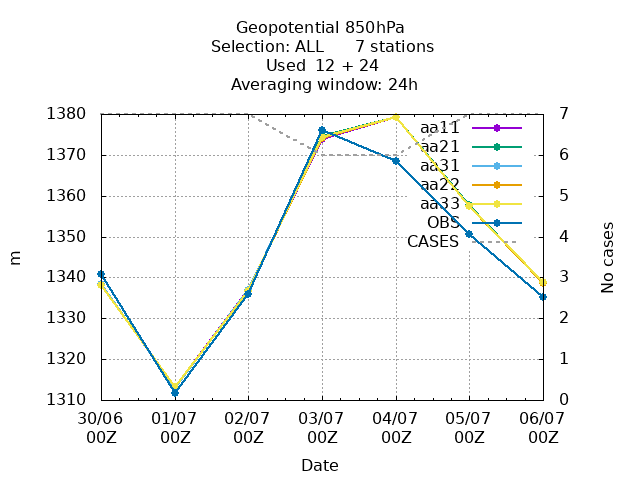 Geopotential 850hPa
Selection: ALL      7 stations
Used 12 + 24
Averaging window: 24h
1380
1370
1360
1350
1340
1330
1320
1310
m
7
6
5
4
3
2
1
0
No cases
aa11
aa21
aa31
aa22
aa33
OBS
CASES
30/06 01/07 02/07 03/07 04/07 05/07 06/07
00Z 00Z 00Z 00Z 00Z 00Z 00Z
Date